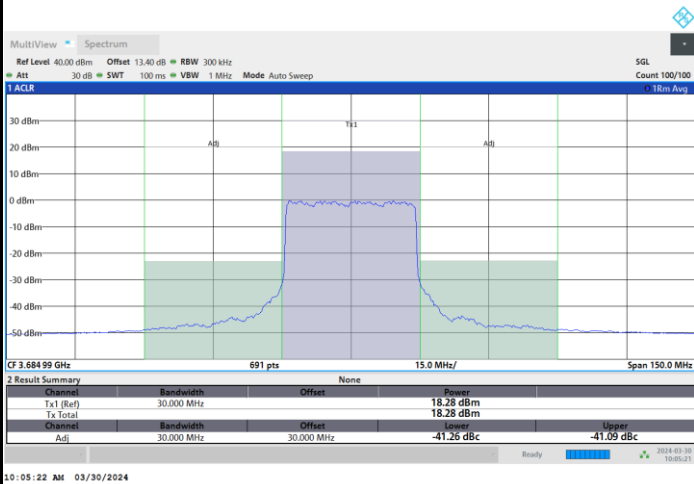 MultiView Spectrum
Ref Level 40.00 dBm Offset 13.40 dB RBW 300 kHz SGL
Att 30 dB SWT 100 ms VBW 1 MHz Mode Auto Sweep Count 100/100
1 ACLR 1Rm Avg
30 dBm
Tx1
20 dBm
Adj Adj
10 dBm
0 dBm
-10 dBm
-20 dBm
-30 dBm
-40 dBm
-50 dBm
CF 3.684 99 GHz 691 pts 15.0 MHz/ Span 150.0 MHz
2 Result Summary None
Channel Bandwidth Offset Power
Tx1 (Ref) 30.000 MHz 18.28 dBm
Tx Total 18.28 dBm
Channel Bandwidth Offset Lower Upper
Adj 30.000 MHz 30.000 MHz -41.26 dBc -41.09 dBc
Ready 2024-03-30
10:05:21
10:05:22 AM 03/30/2024